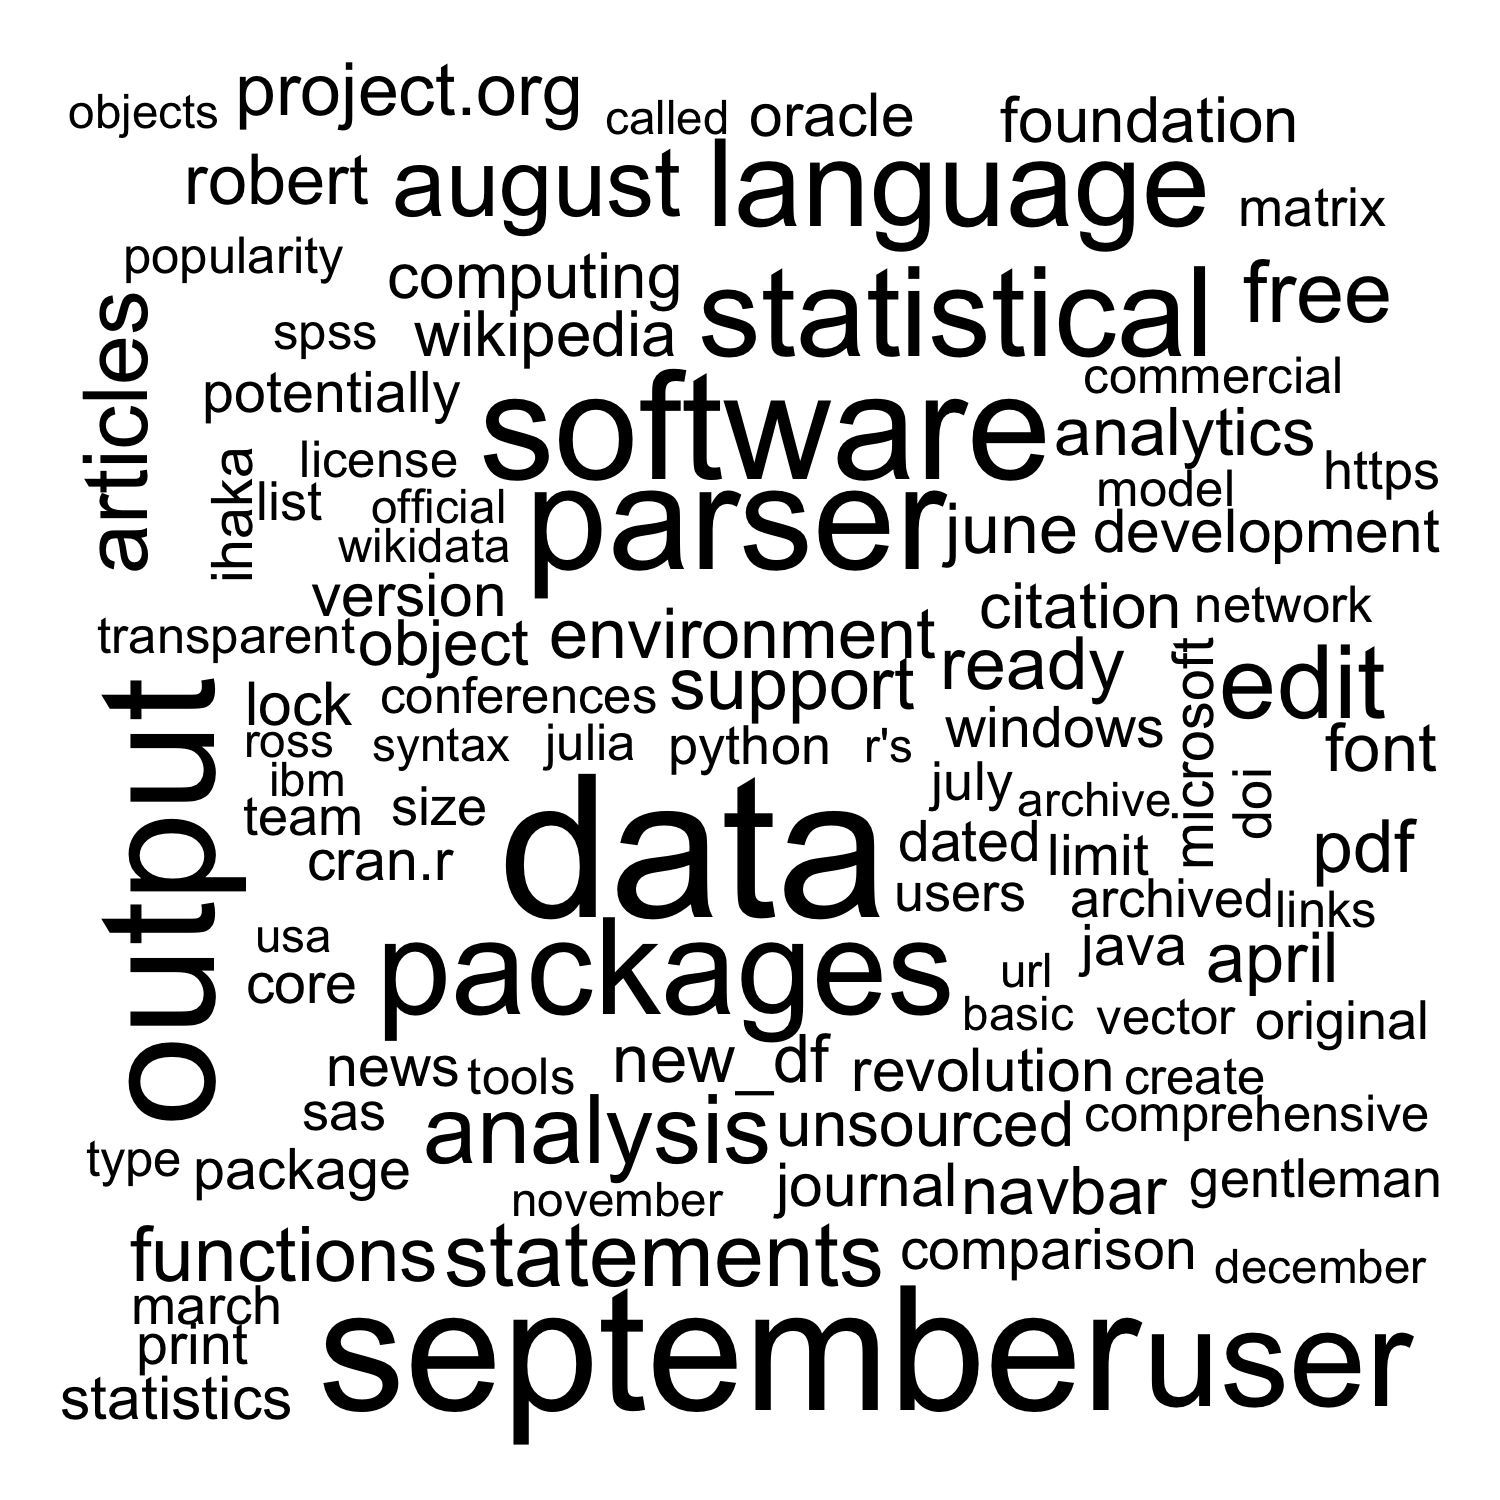 objects project.org called oracle foundation
robert august language matrix
popularity computing statistical free
spss wikipedia
articles
potentially software commercial
analytics
ihaka license https
list official parser model
wikidata june development
version
transparent object environment citation network
lock conferences support ready microsoft edit
ross syntax julia python r's windows font
output
ibm july archive doi
team size data dated limit pdf
cran.r users archived links
usa packages java april
core url
basic vector original
news tools new_df revolution create
sas analysis unsourced comprehensive
type package journal navbar gentleman
november
functions statements comparison december
march
print september user
statistics